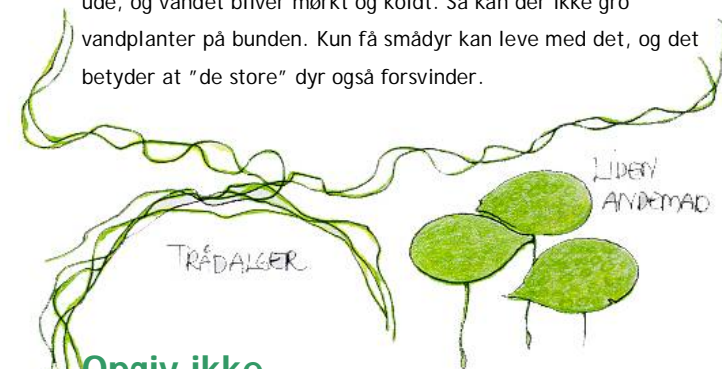 ude, og vandet bliver mørkt og koldt. Så kan der ikke gro
vandplanter på bunden. Kun få smådyr kan leve med det, og det
betyder at ”de store” dyr også forsvinder.
LIDEN
ANDEMAD
TRÅDALGER
Opgiv ikke